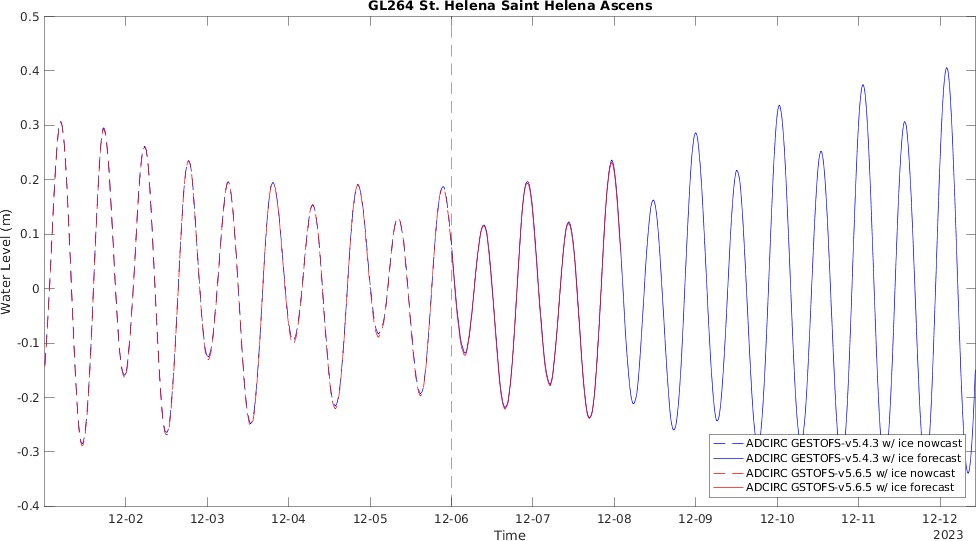 GL264 St. Helena Saint Helena Ascens
Water Level (m)
0.5
0.4
0.3
0.2
0.1
0
-0.1
-0.2
-0.3
-0.4
ADCIRC GESTOFS-v5.4.3 w/ ice nowcast
ADCIRC GESTOFS-v5.4.3 w/ ice forecast
ADCIRC GSTOFS-v5.6.5 w/ ice nowcast
ADCIRC GSTOFS-v5.6.5 w/ ice forecast
12-02 12-03 12-04 12-05 12-06 12-07 12-08 12-09 12-10 12-11 12-12
2023
Time